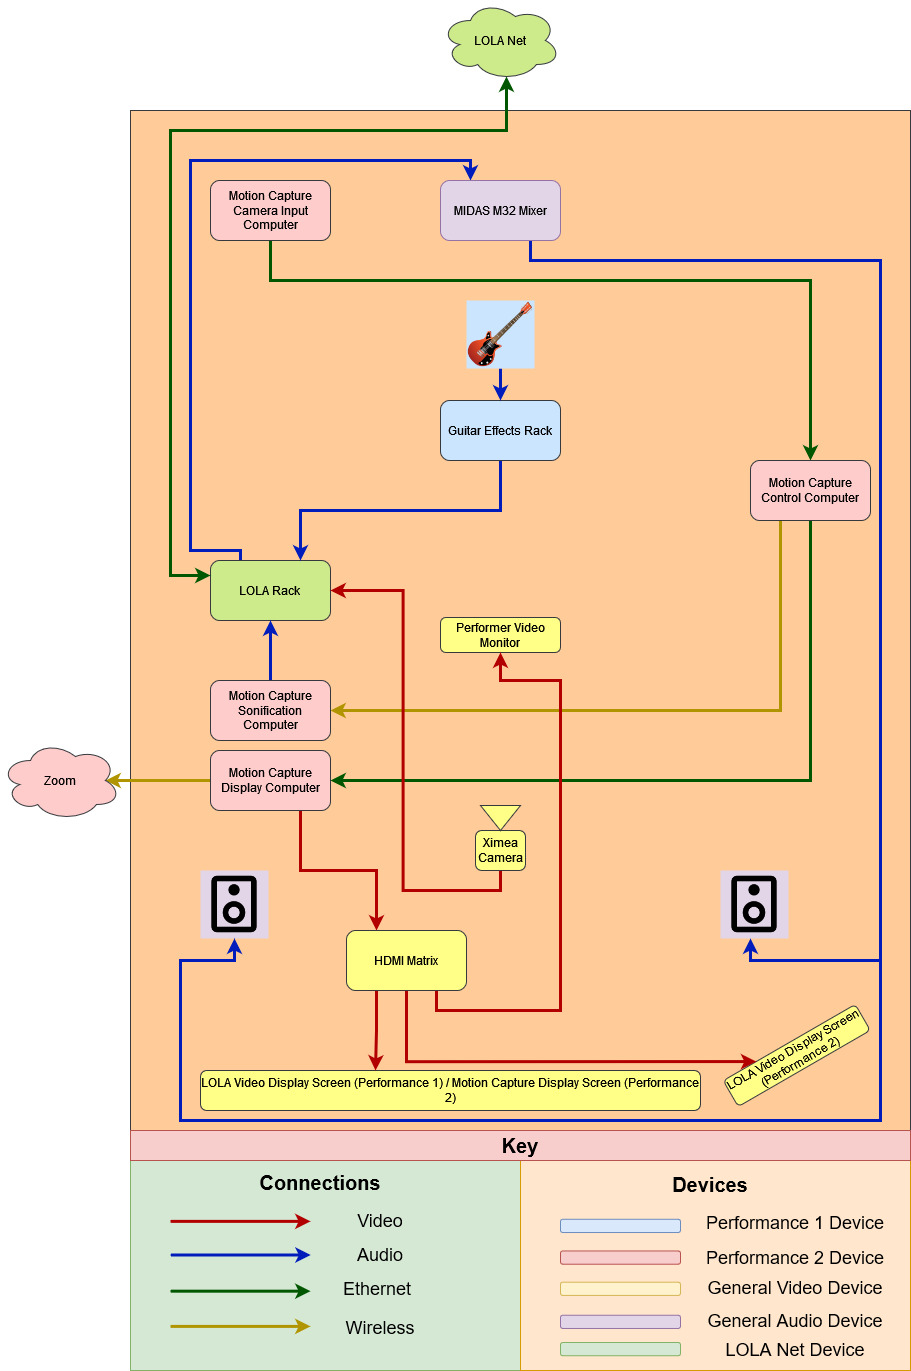 LOLA Net
Motion Capture
Camera Input
Computer
MIDAS M32 Mixer
Guitar Effects Rack
Motion Capture
Control Computer
LOLA Rack
Performer Video
Monitor
Motion Capture
Sonification
Computer
Zoom
Motion Capture
Display Computer
Ximea
Camera
HDMI Matrix
LOLA Video Display Screen
(Performance 2)
LOLA Video Display Screen (Performance 1) / Motion Capture Display Screen (Performance
2)
Key
Connections
Video
Audio
Ethernet
Wireless
Devices
Performance 1 Device
Performance 2 Device
General Video Device
General Audio Device
LOLA Net Device